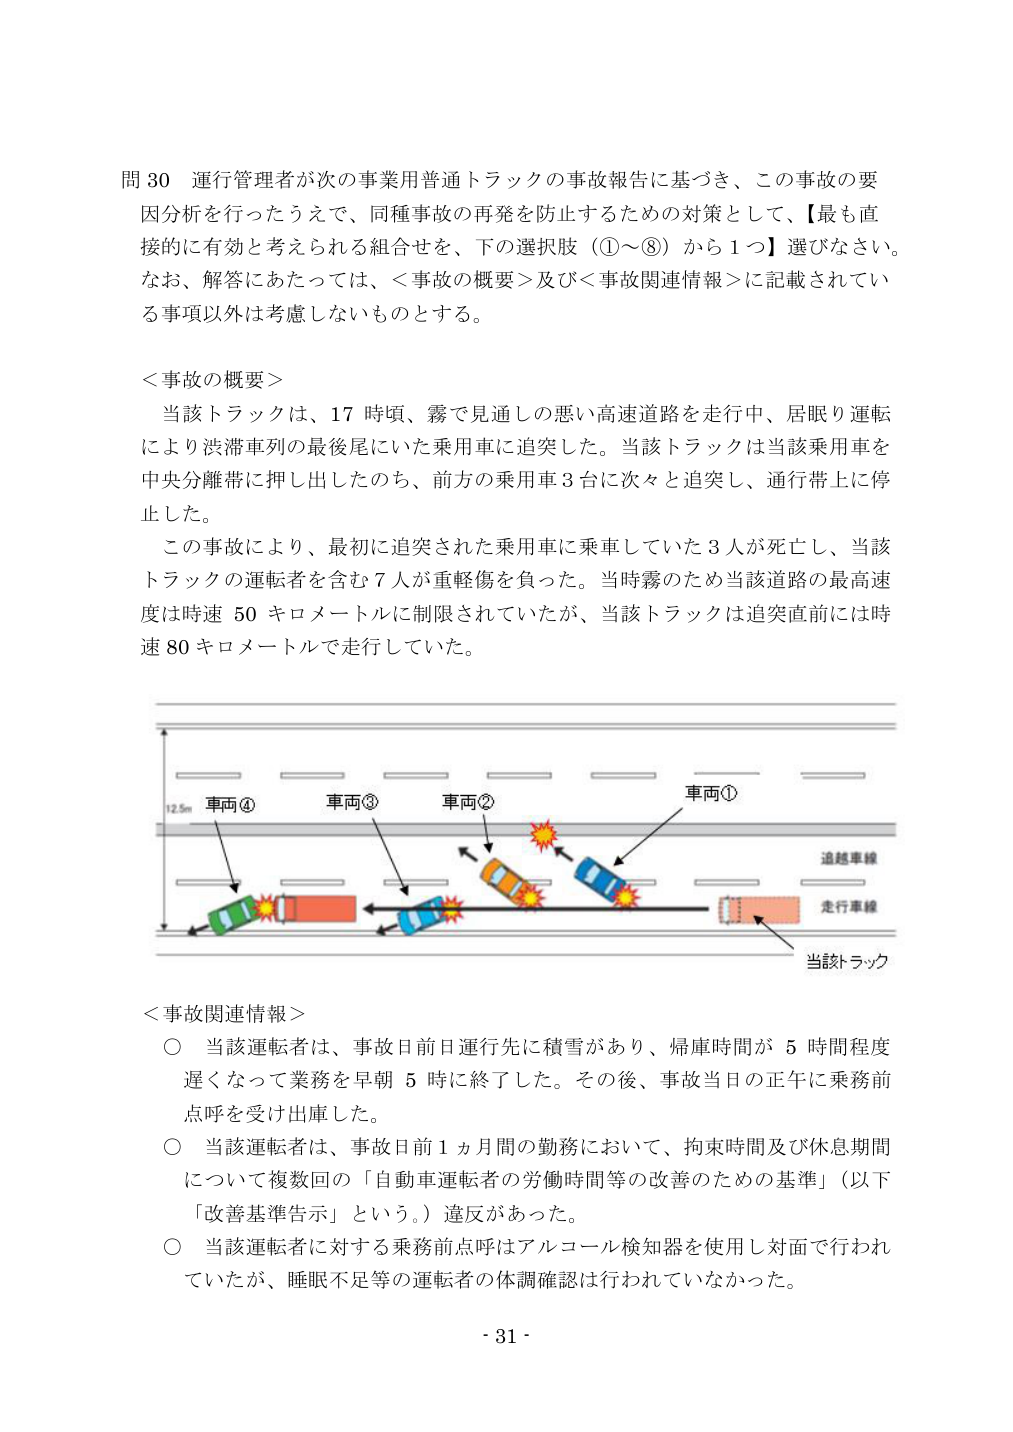 問 30　運行管理者が次の事業用普通トラックの事故報告に基づき、この事故の要
因分析を行ったうえで、同種事故の再発を防止するための対策として、【最も直
接的に有効と考えられる組合せを、下の選択肢（①～⑧）から 1 つ】選びなさい。
なお、解答にあたっては、＜事故の概要＞及び＜事故関連情報＞に記載されてい
る事項以外は考慮しないものとする。
＜事故の概要＞
当該トラックは、17 時頃、霧で見通しの悪い高速道路を走行中、居眠り運転
により渋滞車列の最後尾にいた乗用車に追突した。当該トラックは当該乗用車を
中央分離帯に押し出したのち、前方の乗用車 3 台に次々と追突し、通行帯上に停
止した。
この事故により、最初に追突された乗用車に乗車していた 3 人が死亡し、当該
トラックの運転者を含む 7 人が重軽傷を負った。当時霧のため当該道路の最高速
度は時速 50 キロメートルに制限されていたが、当該トラックは追突直前には時
速 80 キロメートルで走行していた。
12.5m
車両④
車両③
車両②
車両①
追越車線
走行車線
当該トラック
＜事故関連情報＞
○　当該運転者は、事故日前日運行先に積雪があり、帰庫時間が 5 時間程度
遅くなって業務を早朝 5 時に終了した。その後、事故当日の正午に乗務前
点呼を受け出庫した。
○　当該運転者は、事故日前 1 ヵ月間の勤務において、拘束時間及び休息期間
について複数回の「自動車運転者の労働時間等の改善のための基準」（以下
「改善基準告示」という。）違反があった。
○　当該運転者に対する乗務前点呼はアルコール検知器を使用し対面で行われ
ていたが、睡眠不足等の運転者の体調確認は行われていなかった。
- 31 -